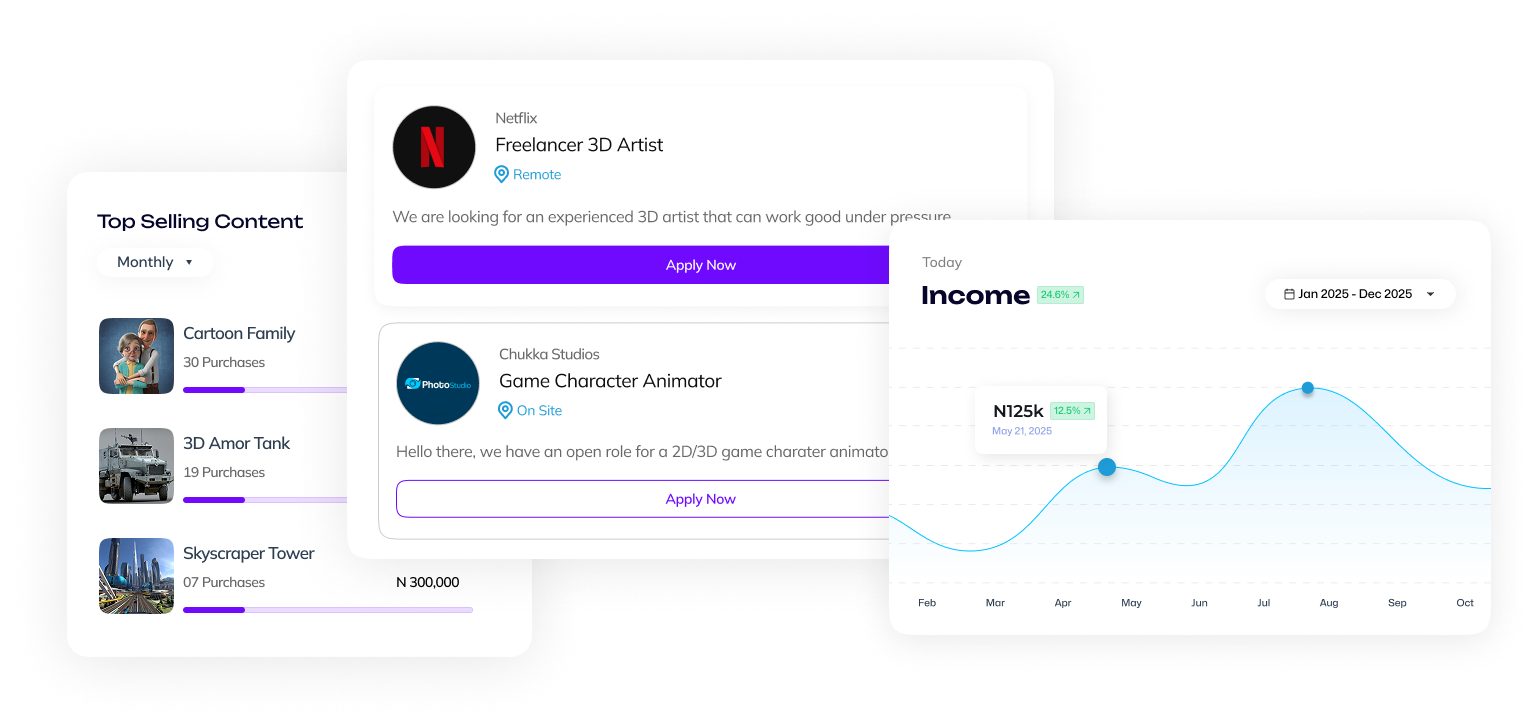 Top Selling Content
Monthly
Cartoon Family
30 Purchases
3D Amor Tank
19 Purchases
Skyscraper Tower
07 Purchases
N 300,000
Netflix
Freelancer 3D Artist
Remote
We are looking for an experienced 3D artist that can work good under pressure
Apply Now
PhotoStudio
Chukka Studios
Game Character Animator
On Site
Hello there, we have an open role for a 2D/3D game charater animato
Apply Now
Today
Income 24.6%
Jan 2025 - Dec 2025
N125k 12.5%
May 21, 2025
Feb Mar Apr May Jun Jul Aug Sep Oct